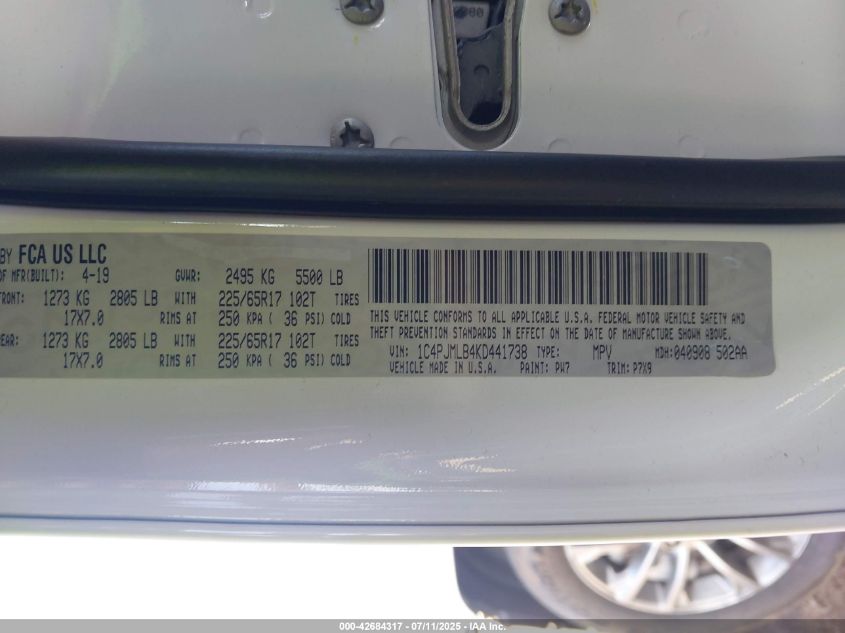 BY FCA US LLC
OF MFR(BUILT): 4-19 GVWR: 2495 KG 5500 LB
FRONT: 1273 KG 2805 LB WITH 225/65R17 102T TIRES
17X7.0 RIMS AT 250 KPA ( 36 PSI) COLD
EAR: 1273 KG 2805 LB WITH 225/65R17 102T TIRES
17X7.0 RIMS AT 250 KPA ( 36 PSI) COLD
THIS VEHICLE CONFORMS TO ALL APPLICABLE U.S.A. FEDERAL MOTOR VEHICLE SAFETY AND
THEFT PREVENTION STANDARDS IN EFFECT ON THE DATE OF MANUFACTURE SHOWN ABOVE.
VIN: 1C4PJMLB4KD441738 TYPE: MPV MDH: 040908 502AA
VEHICLE MADE IN U.S.A. PAINT: PW7 TRIM: P7X9
000-42684317 - 07/11/2025 - IAA Inc.